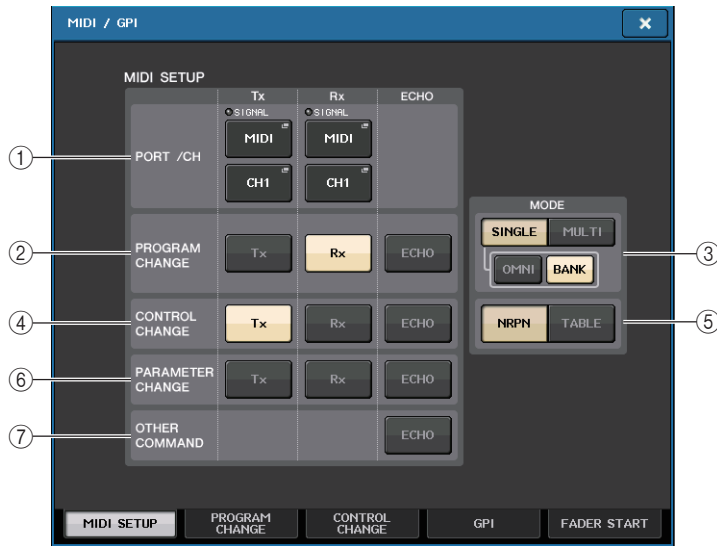 MIDI / GPI
MIDI SETUP
Tx Rx ECHO
SIGNAL SIGNAL
① PORT /CH MIDI MIDI
CH1 CH1
MODE
② PROGRAM CHANGE Tx Rx ECHO
SINGLE MULTI ③
OMNI BANK
④ CONTROL CHANGE Tx Rx ECHO
NRPN TABLE ⑤
⑥ PARAMETER CHANGE Tx Rx ECHO
⑦ OTHER COMMAND ECHO
MIDI SETUP PROGRAM CHANGE CONTROL CHANGE GPI FADER START